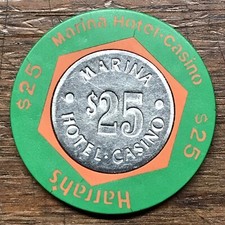 Marina Hotel-Casino
$25
$25
Harrah's
MARINA
$25
HOTEL · CASINO